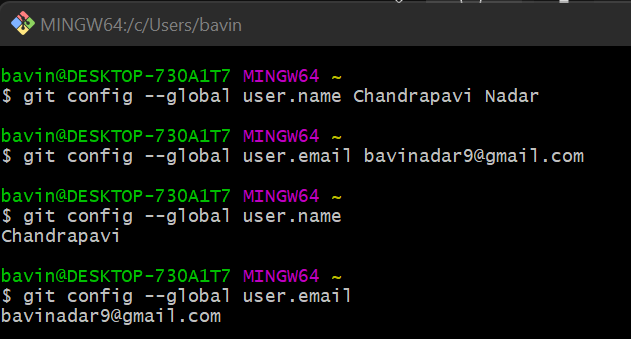 MINGW64:/c/Users/bavin
bavin@DESKTOP-730A1T7 MINGW64 ~
$ git config --global user.name Chandrapavi Nadar
bavin@DESKTOP-730A1T7 MINGW64 ~
$ git config --global user.email bavinadar9@gmail.com
bavin@DESKTOP-730A1T7 MINGW64 ~
$ git config --global user.name
Chandrapavi
bavin@DESKTOP-730A1T7 MINGW64 ~
$ git config --global user.email
bavinadar9@gmail.com